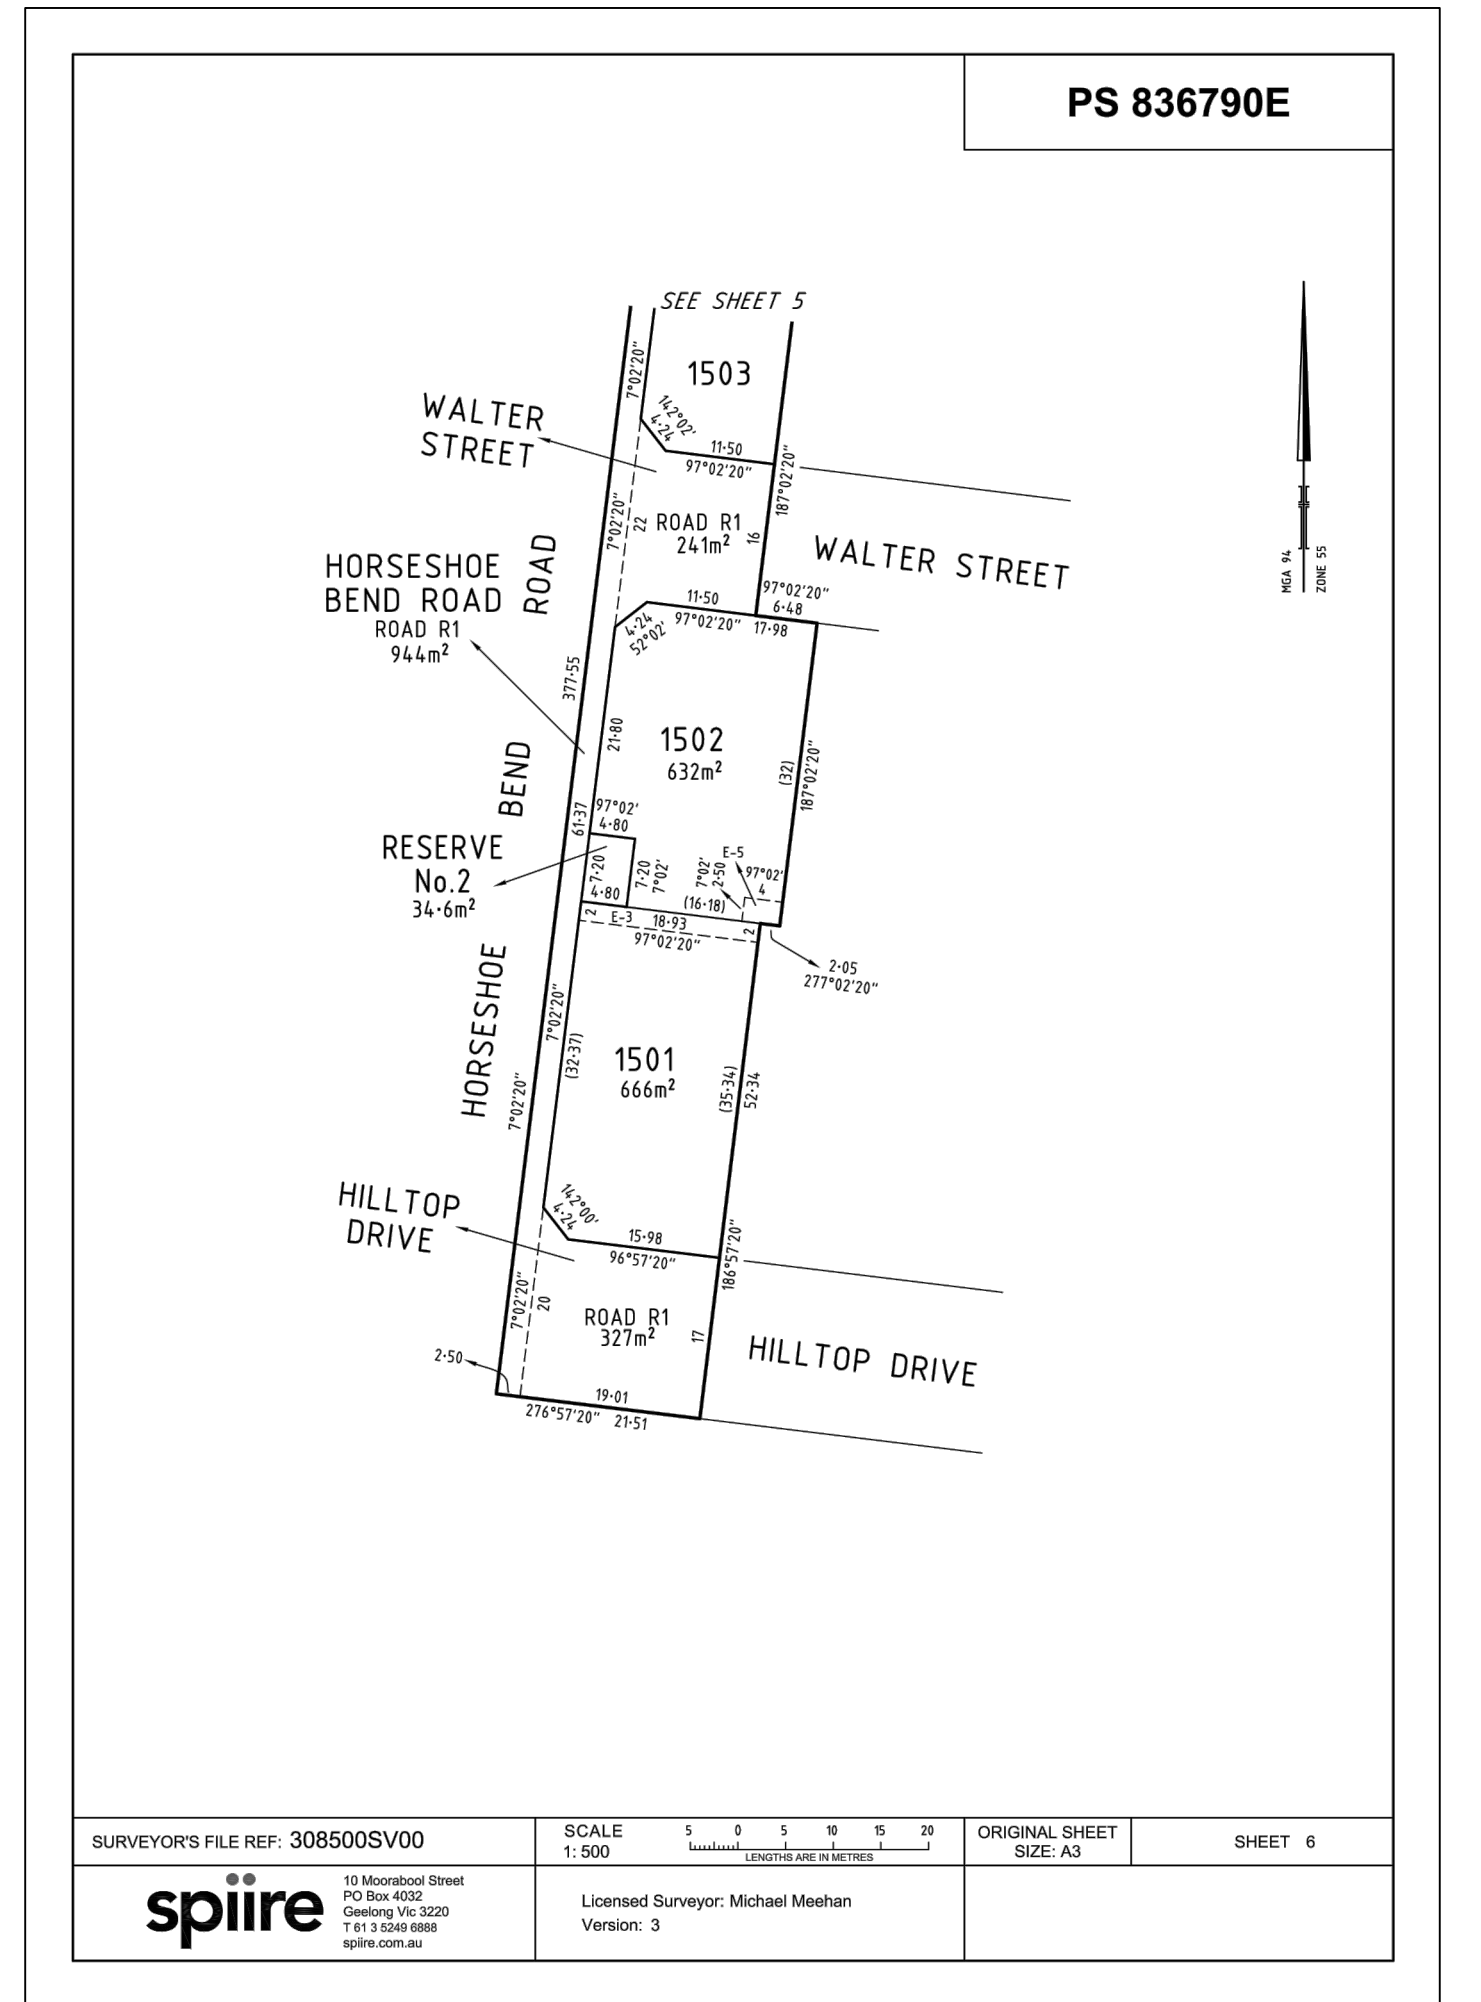 PS 836790E
SEE SHEET 5
1503
7°02'20"
142°02'
4·24
11·50
97°02'20"
187°02'20"
WALTER
STREET
7°02'20"
22
ROAD R1
241m²
16
WALTER STREET
HORSESHOE
BEND ROAD
ROAD R1
944m²
ROAD
97°02'20"
6·48
11·50
97°02'20"
17·98
4·24
52°02'
377·55
21·80
1502
632m²
(32)
187°02'20"
BEND
61·37
97°02'
4·80
RESERVE
No.2
34·6m²
7·20
4·80
7·20
7°02'
E-5
7°02'
2·50
97°02'
4
(16·18)
2
E-3
18·93
97°02'20"
2
2·05
277°02'20"
HORSESHOE
7°02'20"
(32·37)
7°02'20"
1501
666m²
(35·34)
52·34
HILLTOP
DRIVE
142°00'
4·24
15·98
96°57'20"
186°57'20"
7°02'20"
20
ROAD R1
327m²
17
HILLTOP DRIVE
2·50
19·01
276°57'20"
21·51
MGA 94
ZONE 55
SURVEYOR'S FILE REF: 308500SV00
SCALE
1: 500
5 0 5 10 15 20
LENGTHS ARE IN METRES
ORIGINAL SHEET
SIZE: A3
SHEET 6
spiire
10 Moorabool Street
PO Box 4032
Geelong Vic 3220
T 61 3 5249 6888
spiire.com.au
Licensed Surveyor: Michael Meehan
Version: 3